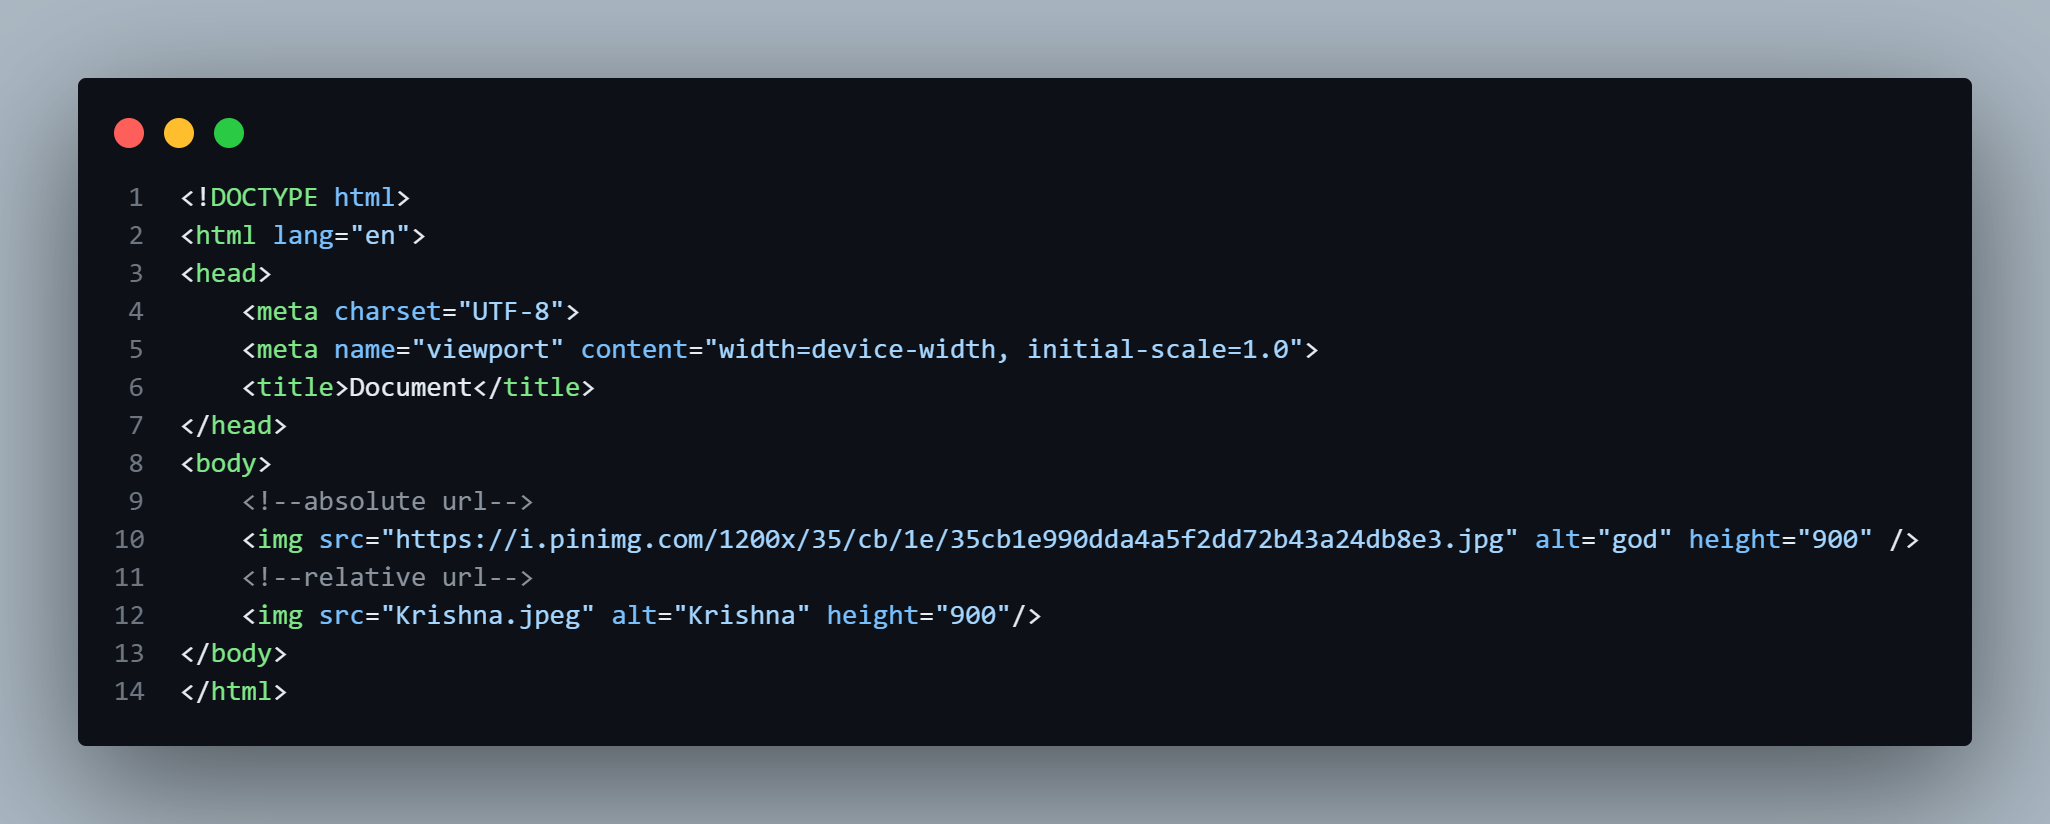 1 <!DOCTYPE html>
2 <html lang="en">
3 <head>
4     <meta charset="UTF-8">
5     <meta name="viewport" content="width=device-width, initial-scale=1.0">
6     <title>Document</title>
7 </head>
8 <body>
9     <!--absolute url-->
10     <img src="https://i.pinimg.com/1200x/35/cb/1e/35cb1e990dda4a5f2dd72b43a24db8e3.jpg" alt="god" height="900" />
11     <!--relative url-->
12     <img src="Krishna.jpeg" alt="Krishna" height="900"/>
13 </body>
14 </html>